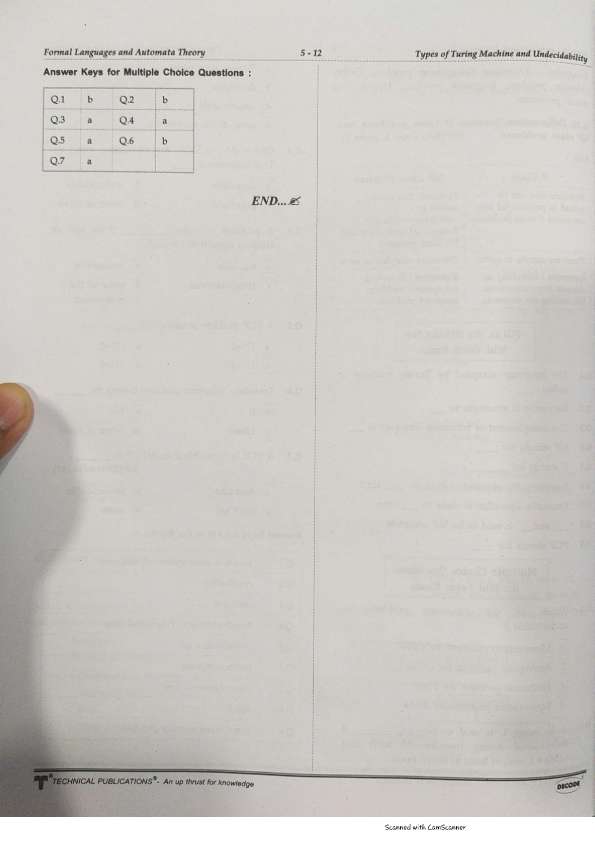 Formal Languages and Automata Theory 5 - 12 Types of Turing Machine and Undecidability
Answer Keys for Multiple Choice Questions :
Q.1 b Q.2 b
Q.3 a Q.4 a
Q.5 a Q.6 b
Q.7 a
END...✍
TECHNICAL PUBLICATIONS®- An up thrust for knowledge
DECODE
Scanned with CamScanner